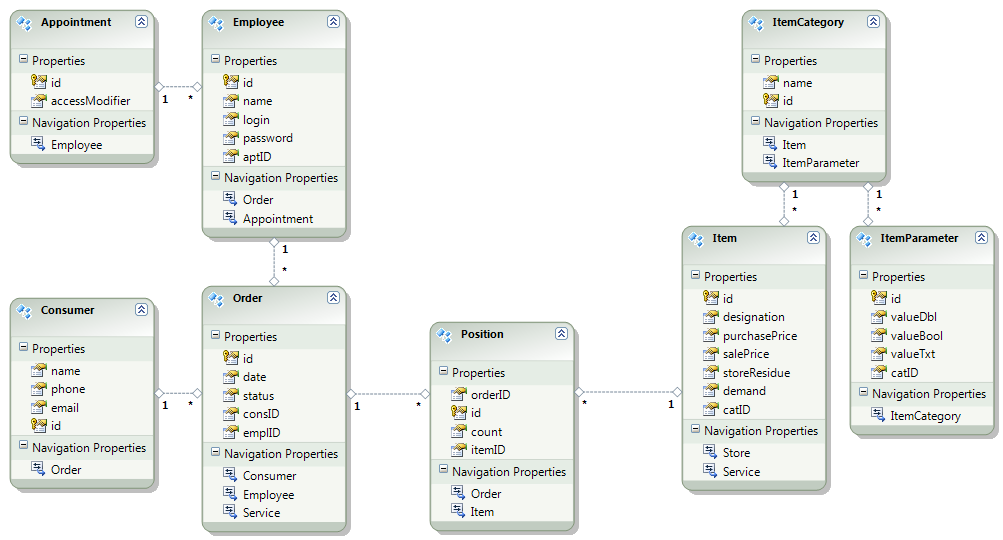 Appointment
Properties
id
accessModifier
Navigation Properties
Employee
1
*
Employee
Properties
id
name
login
password
aptID
Navigation Properties
Order
Appointment
1
*
ItemCategory
Properties
name
id
Navigation Properties
Item
ItemParameter
1
*
1
*
Consumer
Properties
name
phone
email
id
Navigation Properties
Order
1
*
Order
Properties
id
date
status
consID
emplID
Navigation Properties
Consumer
Employee
Service
1
*
Position
Properties
orderID
id
count
itemID
Navigation Properties
Order
Item
*
1
Item
Properties
id
designation
purchasePrice
salePrice
storeResidue
demand
catID
Navigation Properties
Store
Service
ItemParameter
Properties
id
valueDbl
valueBool
valueTxt
catID
Navigation Properties
ItemCategory